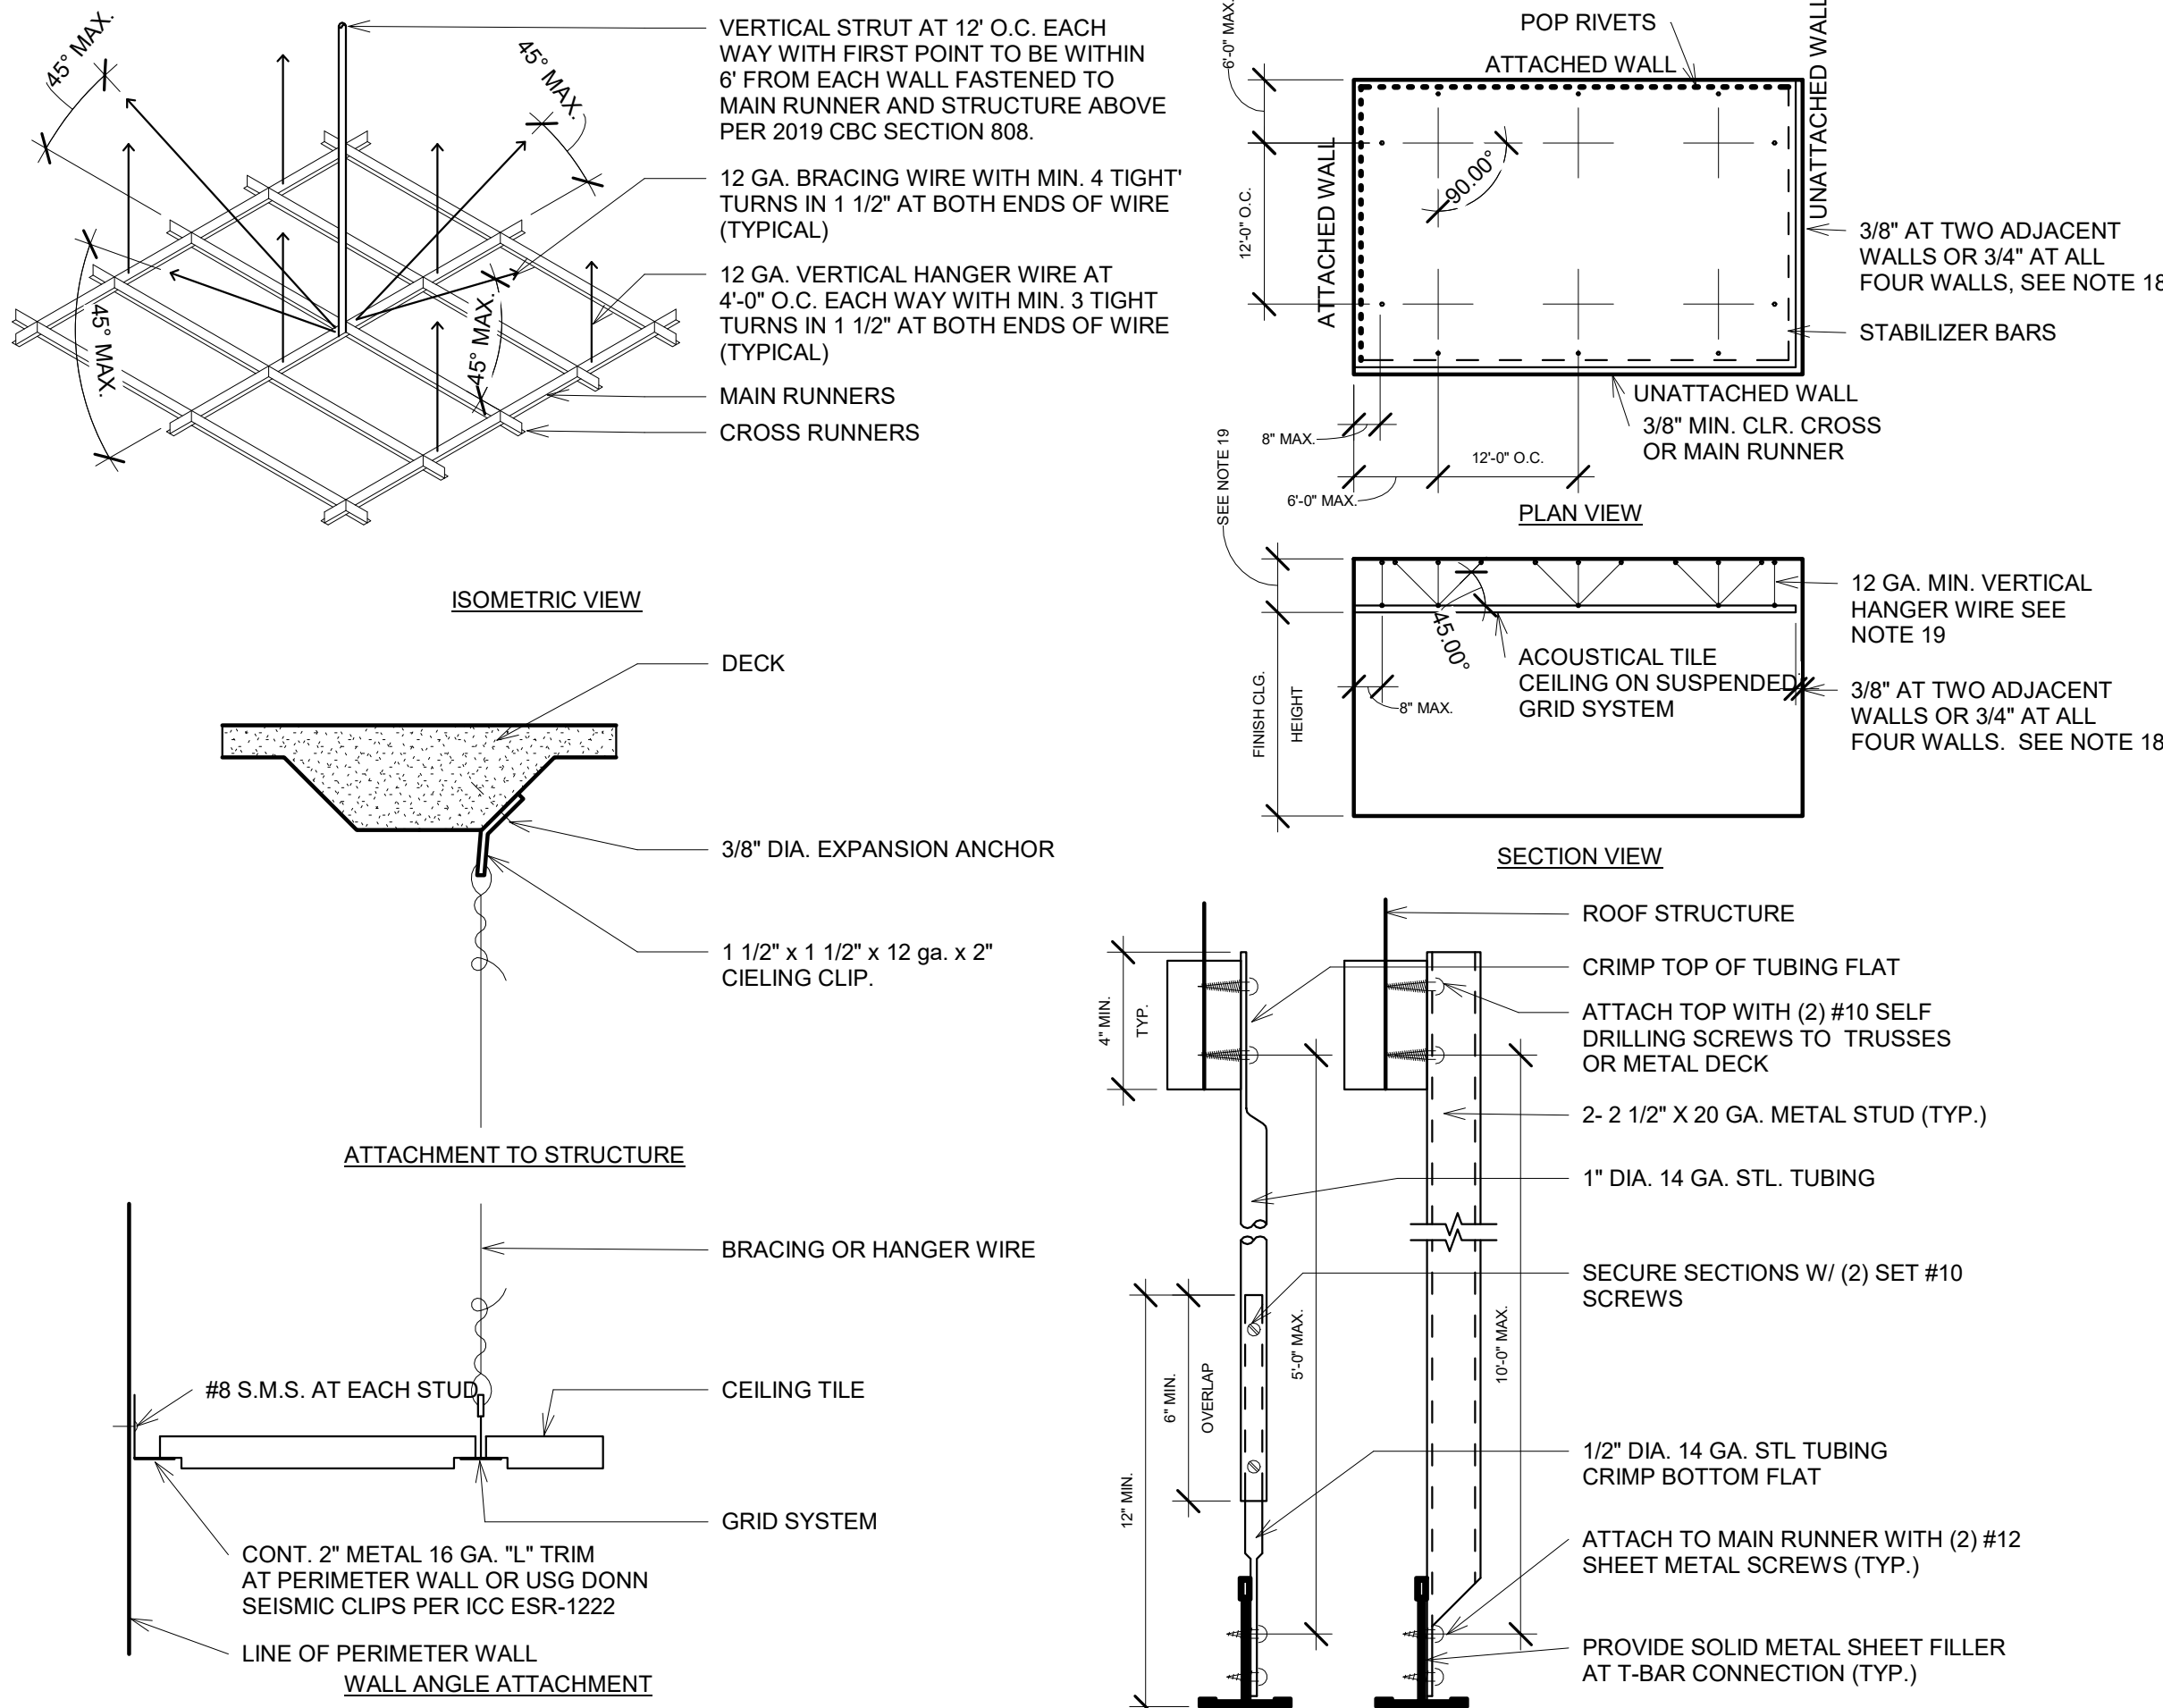 45° MAX.
45° MAX.
45° MAX.
45° MAX.
VERTICAL STRUT AT 12' O.C. EACH
WAY WITH FIRST POINT TO BE WITHIN
6' FROM EACH WALL FASTENED TO
MAIN RUNNER AND STRUCTURE ABOVE
PER 2019 CBC SECTION 808.
12 GA. BRACING WIRE WITH MIN. 4 TIGHT'
TURNS IN 1 1/2" AT BOTH ENDS OF WIRE
(TYPICAL)
12 GA. VERTICAL HANGER WIRE AT
4'-0" O.C. EACH WAY WITH MIN. 3 TIGHT
TURNS IN 1 1/2" AT BOTH ENDS OF WIRE
(TYPICAL)
MAIN RUNNERS
CROSS RUNNERS
ISOMETRIC VIEW
6'-0" MAX.
POP RIVETS
ATTACHED WALL
UNATTACHED WALL
ATTACHED WALL
12'-0" O.C.
90.00°
3/8" AT TWO ADJACENT
WALLS OR 3/4" AT ALL
FOUR WALLS, SEE NOTE 18
STABILIZER BARS
UNATTACHED WALL
3/8" MIN. CLR. CROSS
OR MAIN RUNNER
8" MAX.
12'-0" O.C.
6'-0" MAX.
PLAN VIEW
SEE NOTE 19
45.00°
12 GA. MIN. VERTICAL
HANGER WIRE SEE
NOTE 19
ACOUSTICAL TILE
CEILING ON SUSPENDED
GRID SYSTEM
8" MAX.
FINISH CLG.
HEIGHT
3/8" AT TWO ADJACENT
WALLS OR 3/4" AT ALL
FOUR WALLS. SEE NOTE 18
SECTION VIEW
DECK
3/8" DIA. EXPANSION ANCHOR
1 1/2" x 1 1/2" x 12 ga. x 2"
CIELING CLIP.
ATTACHMENT TO STRUCTURE
BRACING OR HANGER WIRE
#8 S.M.S. AT EACH STUD
CEILING TILE
GRID SYSTEM
CONT. 2" METAL 16 GA. "L" TRIM
AT PERIMETER WALL OR USG DONN
SEISMIC CLIPS PER ICC ESR-1222
LINE OF PERIMETER WALL
WALL ANGLE ATTACHMENT
ROOF STRUCTURE
CRIMP TOP OF TUBING FLAT
ATTACH TOP WITH (2) #10 SELF
DRILLING SCREWS TO TRUSSES
OR METAL DECK
4" MIN.
TYP.
2- 2 1/2" X 20 GA. METAL STUD (TYP.)
1" DIA. 14 GA. STL. TUBING
SECURE SECTIONS W/ (2) SET #10
SCREWS
5'-0" MAX.
10'-0" MAX.
6" MIN.
OVERLAP
12" MIN.
1/2" DIA. 14 GA. STL TUBING
CRIMP BOTTOM FLAT
ATTACH TO MAIN RUNNER WITH (2) #12
SHEET METAL SCREWS (TYP.)
PROVIDE SOLID METAL SHEET FILLER
AT T-BAR CONNECTION (TYP.)